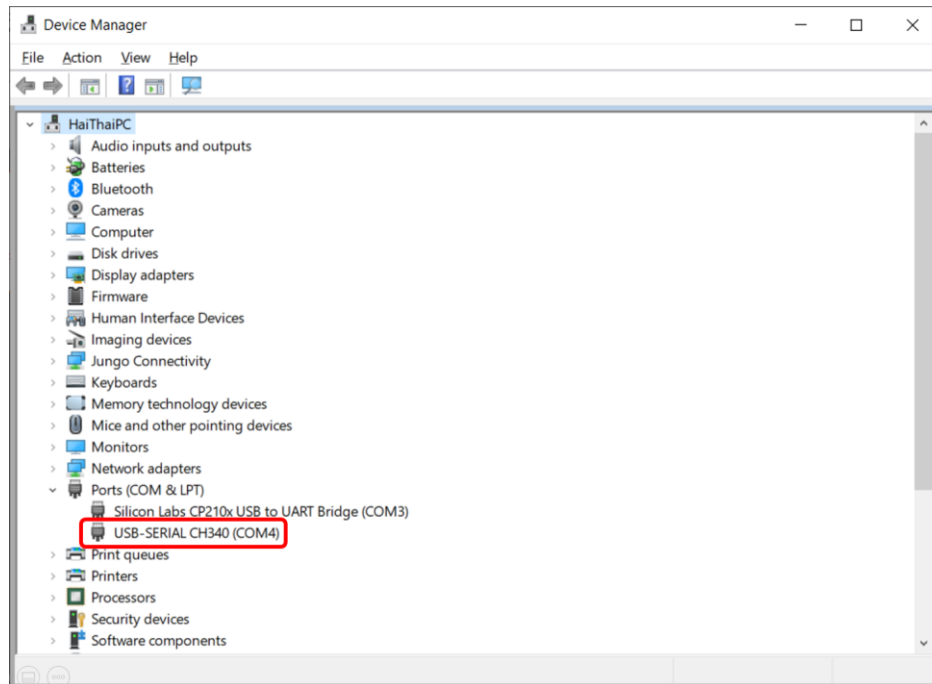 Device Manager
File Action View Help
HaiThaiPC
Audio inputs and outputs
Batteries
Bluetooth
Cameras
Computer
Disk drives
Display adapters
Firmware
Human Interface Devices
Imaging devices
Jungo Connectivity
Keyboards
Memory technology devices
Mice and other pointing devices
Monitors
Network adapters
Ports (COM & LPT)
Silicon Labs CP210x USB to UART Bridge (COM3)
USB-SERIAL CH340 (COM4)
Print queues
Printers
Processors
Security devices
Software components